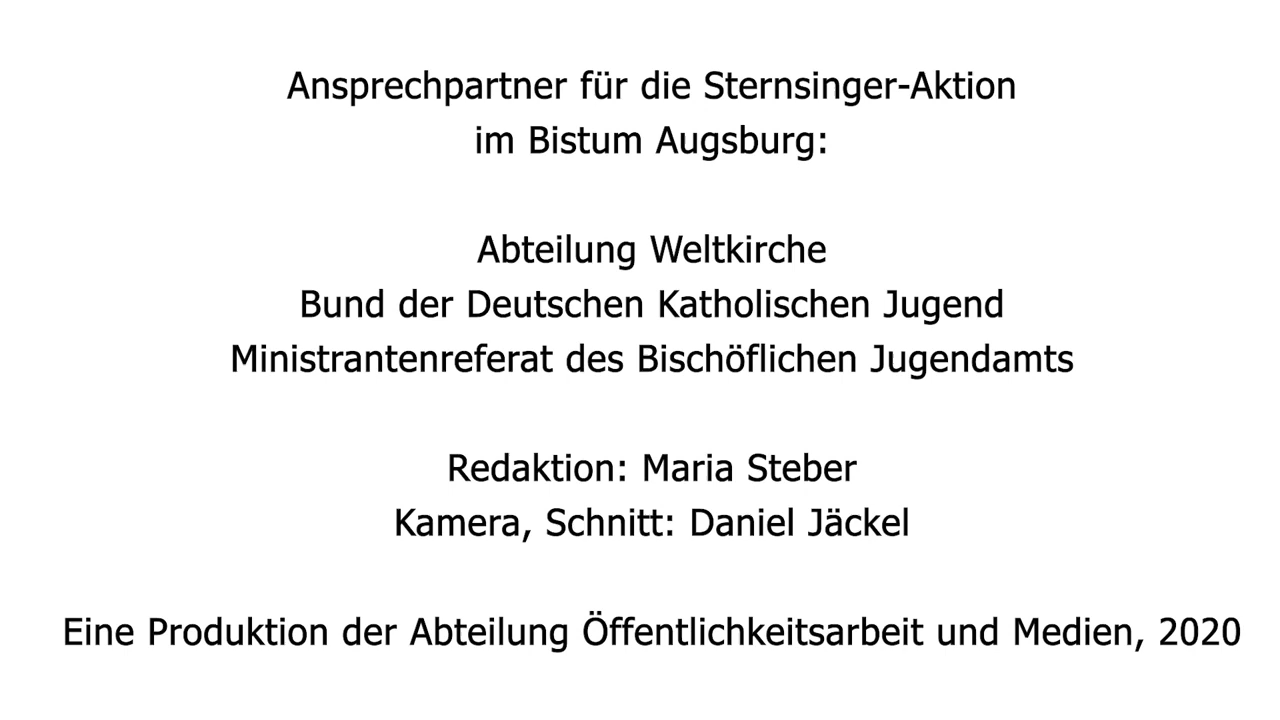 Ansprechpartner für die Sternsinger-Aktion
im Bistum Augsburg:
Abteilung Weltkirche
Bund der Deutschen Katholischen Jugend
Ministrantenreferat des Bischöflichen Jugendamts
Redaktion: Maria Steber
Kamera, Schnitt: Daniel Jäckel
Eine Produktion der Abteilung Öffentlichkeitsarbeit und Medien, 2020